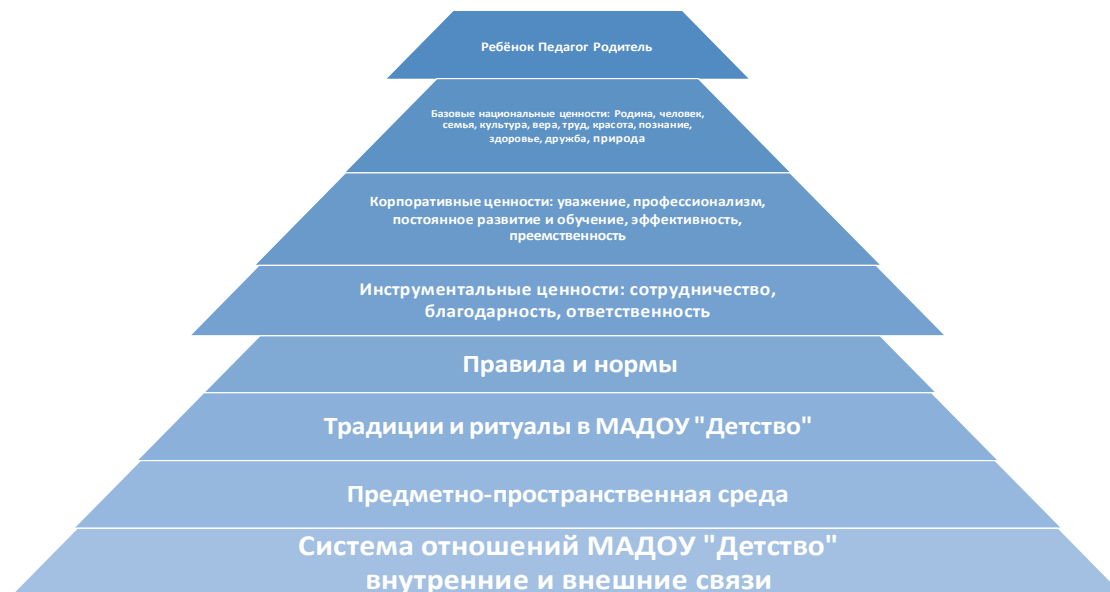 Ребёнок Педагог Родитель
Базовые национальные ценности: Родина, человек,
семья, культура, вера, труд, красота, познание,
здоровье, дружба, природа
Корпоративные ценности: уважение, профессионализм,
постоянное развитие и обучение, эффективность,
преемственность
Инструментальные ценности: сотрудничество,
благодарность, ответственность
Правила и нормы
Традиции и ритуалы в МАДОУ "Детство"
Предметно-пространственная среда
Система отношений МАДОУ "Детство"
внутренние и внешние связи